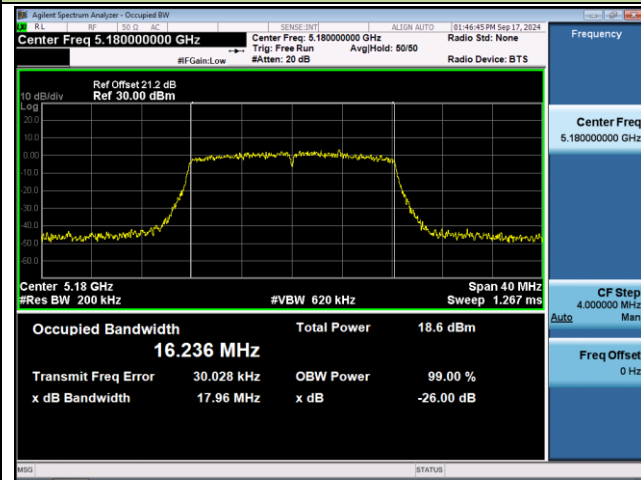 Agilent Spectrum Analyzer - Occupied BW
RL RF 50 Ω AC SENSE:INT ALIGN AUTO 01:46:45 PM Sep 17, 2024
Center Freq 5.180000000 GHz
Center Freq: 5.180000000 GHz
Radio Std: None
Trig: Free Run Avg|Hold: 50/50
#IFGain:Low
#Atten: 20 dB
Radio Device: BTS
Ref Offset 21.2 dB
10 dB/div Ref 30.00 dBm
Log
20.0
10.0
0.00
-10.0
-20.0
-30.0
-40.0
-50.0
-60.0
Center 5.18 GHz
Span 40 MHz
#Res BW 200 kHz
#VBW 620 kHz
Sweep 1.267 ms
Occupied Bandwidth
16.236 MHz
Total Power 18.6 dBm
Transmit Freq Error 30.028 kHz
OBW Power 99.00 %
x dB Bandwidth 17.96 MHz
x dB -26.00 dB
MSG
STATUS
Frequency
Center Freq
5.180000000 GHz
CF Step
4.000000 MHz
Auto Man
Freq Offset
0 Hz